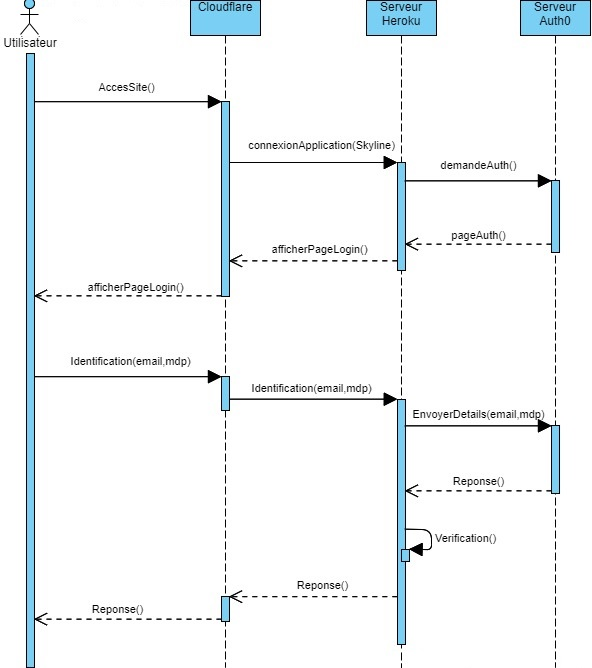 Cloudflare
Serveur
Heroku
Serveur
Auth0
Utilisateur
AccesSite()
connexionApplication(Skyline)
demandeAuth()
pageAuth()
afficherPageLogin()
afficherPageLogin()
Identification(email,mdp)
Identification(email,mdp)
EnvoyerDetails(email,mdp)
Reponse()
Verification()
Reponse()
Reponse()